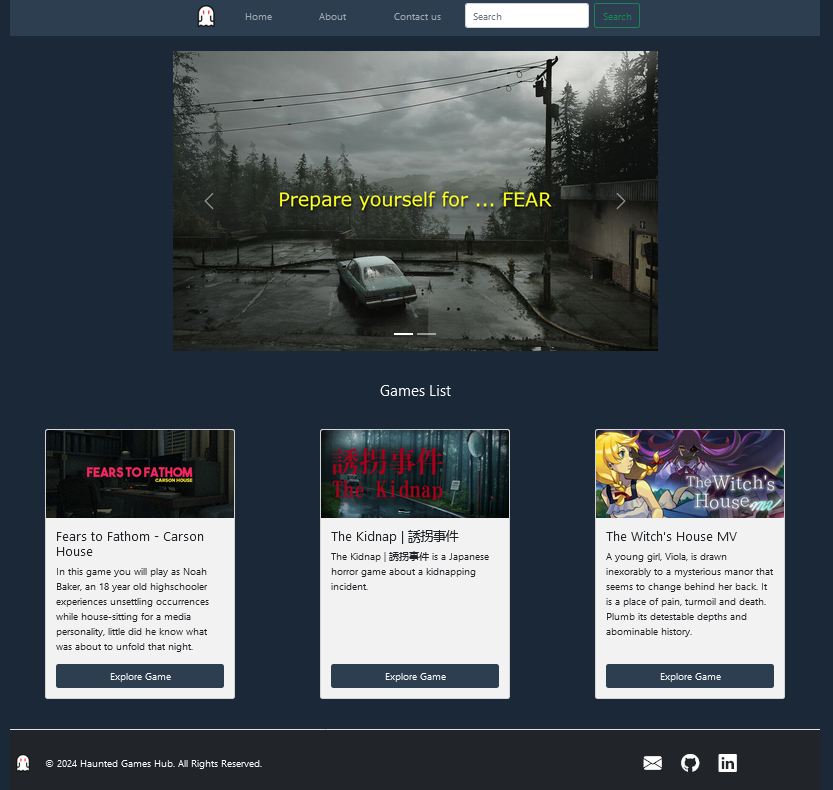 Home About Contact us Search Search
Prepare yourself for ... FEAR
Games List
FEARS TO FATHOM
CARSON HOUSE
Fears to Fathom - Carson
House
In this game you will play as Noah
Baker, an 18 year old highschooler
experiences unsettling occurrences
while house-sitting for a media
personality, little did he know what
was about to unfold that night.
Explore Game
誘拐事件
The Kidnap
The Kidnap | 誘拐事件
The Kidnap | 誘拐事件 is a Japanese
horror game about a kidnapping
incident.
Explore Game
The Witch's
House MV
The Witch's House MV
A young girl, Viola, is drawn
inexorably to a mysterious manor that
seems to change behind her back. It
is a place of pain, turmoil and death.
Plumb its detestable depths and
abominable history.
Explore Game
© 2024 Haunted Games Hub. All Rights Reserved.
in